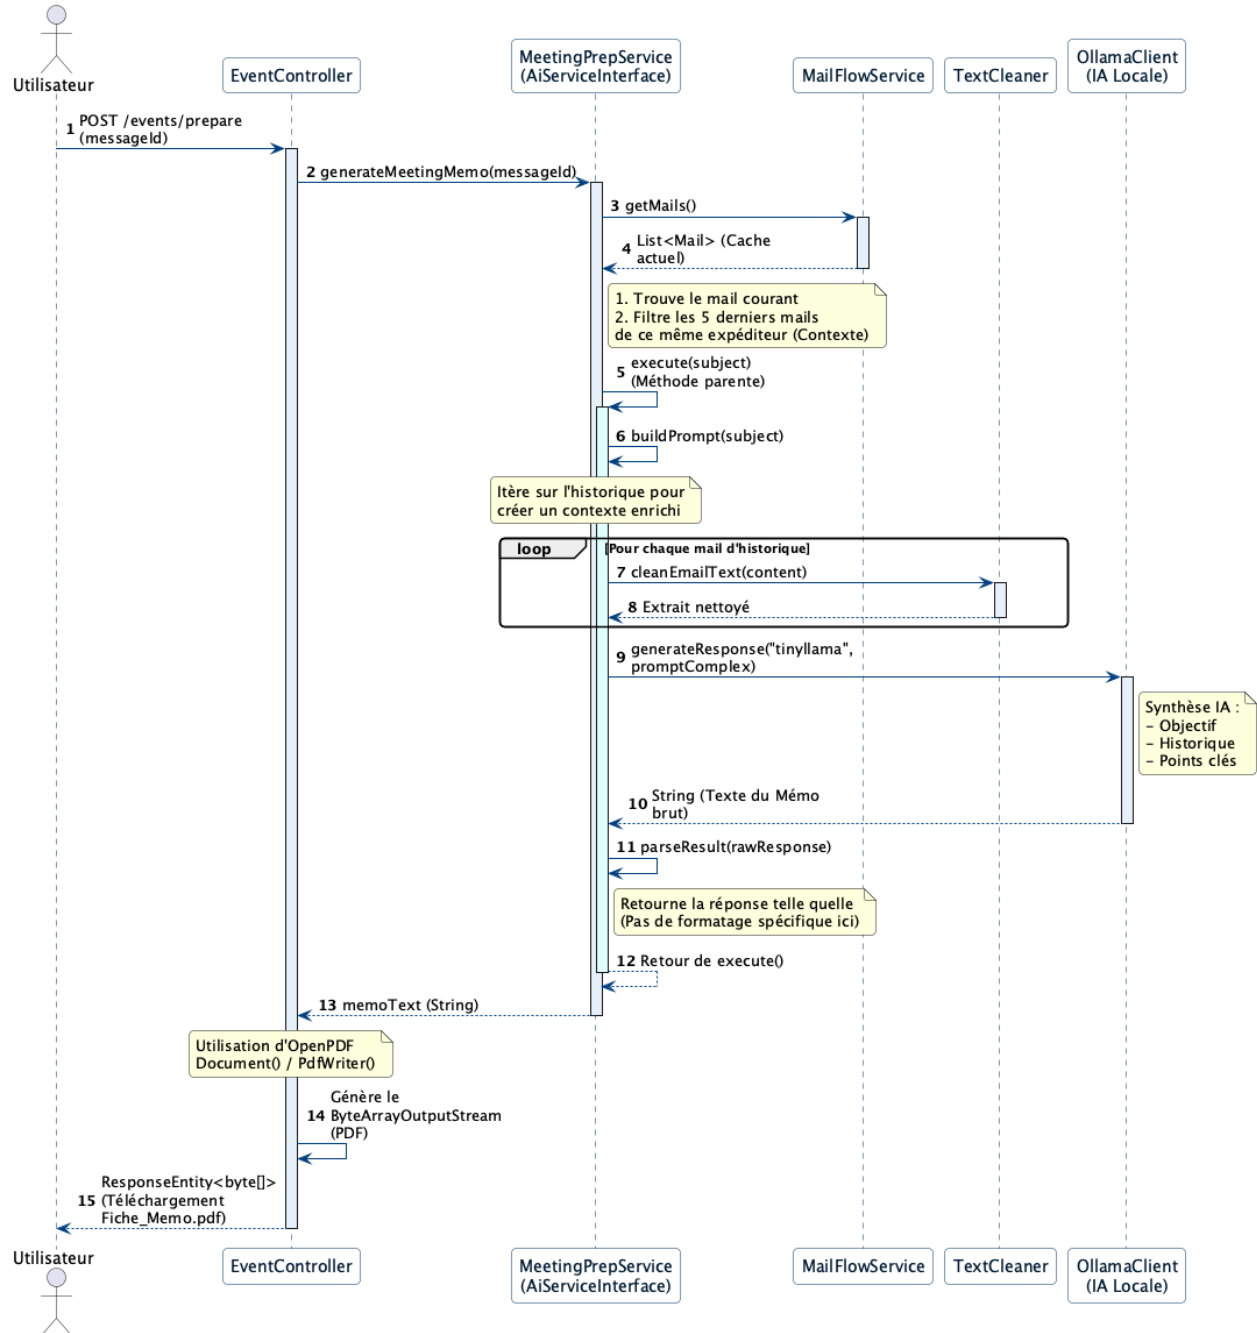 Utilisateur
EventController
MeetingPrepService
(AiServiceInterface)
MailFlowService
TextCleaner
OllamaClient
(IA Locale)
1 POST /events/prepare
(messageId)
2 generateMeetingMemo(messageId)
3 getMails()
4 List<Mail> (Cache
actuel)
1. Trouve le mail courant
2. Filtre les 5 derniers mails
de ce même expéditeur (Contexte)
5 execute(subject)
(Méthode parente)
6 buildPrompt(subject)
Itère sur l'historique pour
créer un contexte enrichi
loop [Pour chaque mail d'historique]
7 cleanEmailText(content)
8 Extrait nettoyé
9 generateResponse("tinyllama",
promptComplex)
Synthèse IA :
- Objectif
- Historique
- Points clés
10 String (Texte du Mémo
brut)
11 parseResult(rawResponse)
Retourne la réponse telle quelle
(Pas de formatage spécifique ici)
12 Retour de execute()
13 memoText (String)
Utilisation d'OpenPDF
Document() / PdfWriter()
14 Génère le
ByteArrayOutputStream
(PDF)
15 ResponseEntity<byte[]>
(Téléchargement
Fiche_Memo.pdf)
Utilisateur
EventController
MeetingPrepService
(AiServiceInterface)
MailFlowService
TextCleaner
OllamaClient
(IA Locale)